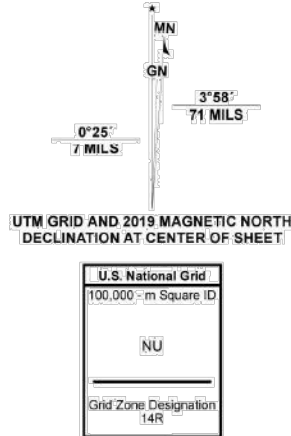 MN
GN
3°58´
71 MILS
0°25´
7 MILS
UTM GRID AND 2019 MAGNETIC NORTH
DECLINATION AT CENTER OF SHEET
U.S. National Grid
100,000 - m Square ID
NU
Grid Zone Designation
14R